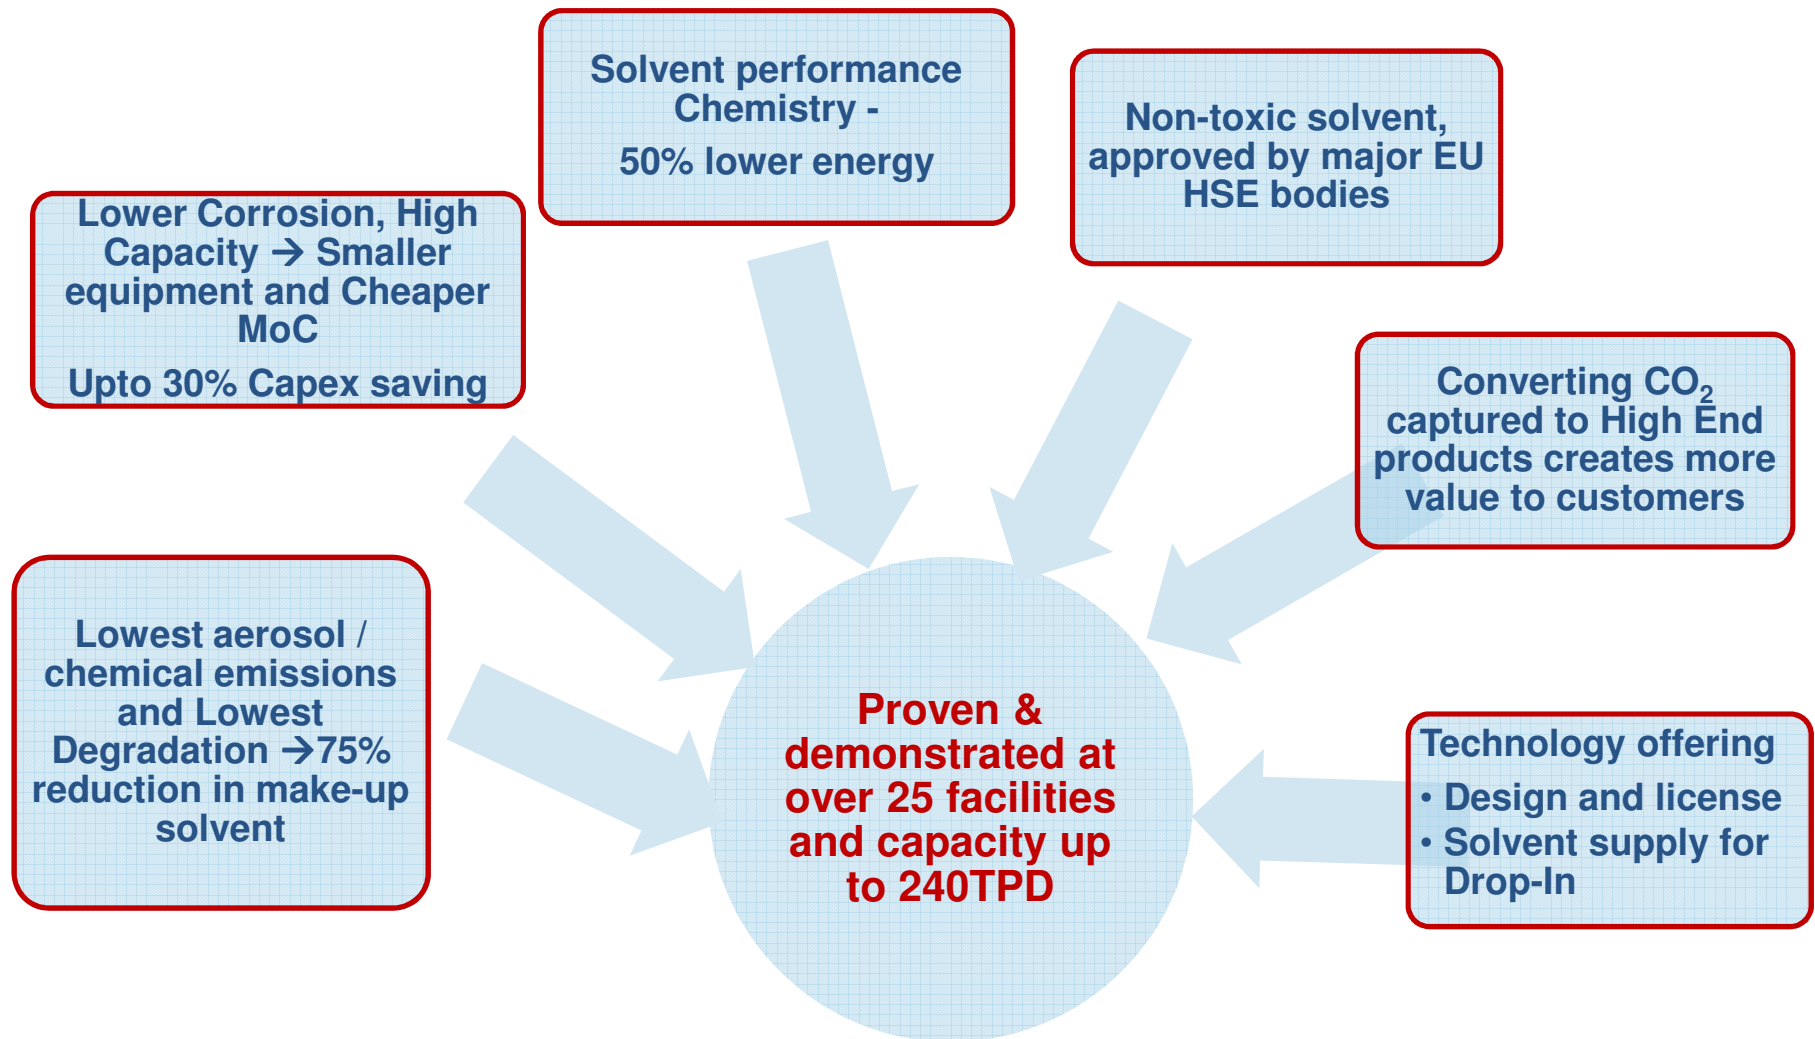 Solvent performance
Chemistry -
50% lower energy
Non-toxic solvent,
approved by major EU
HSE bodies
Lower Corrosion, High
Capacity → Smaller
equipment and Cheaper
MoC
Upto 30% Capex saving
Converting CO₂
captured to High End
products creates more
value to customers
Lowest aerosol /
chemical emissions
and Lowest
Degradation →75%
reduction in make-up
solvent
Proven &
demonstrated at
over 25 facilities
and capacity up
to 240TPD
Technology offering
• Design and license
• Solvent supply for
Drop-In